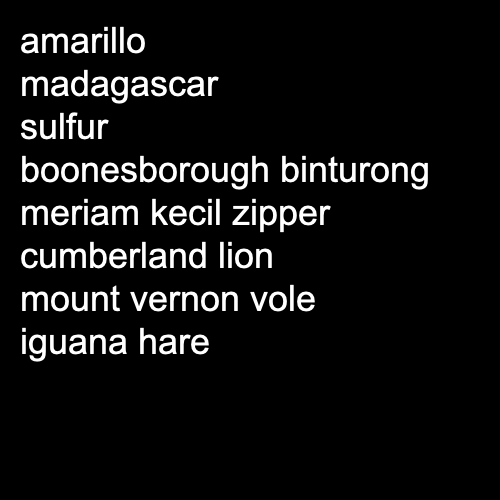 amarillo
madagascar
sulfur
boonesborough binturong
meriam kecil zipper
cumberland lion
mount vernon vole
iguana hare